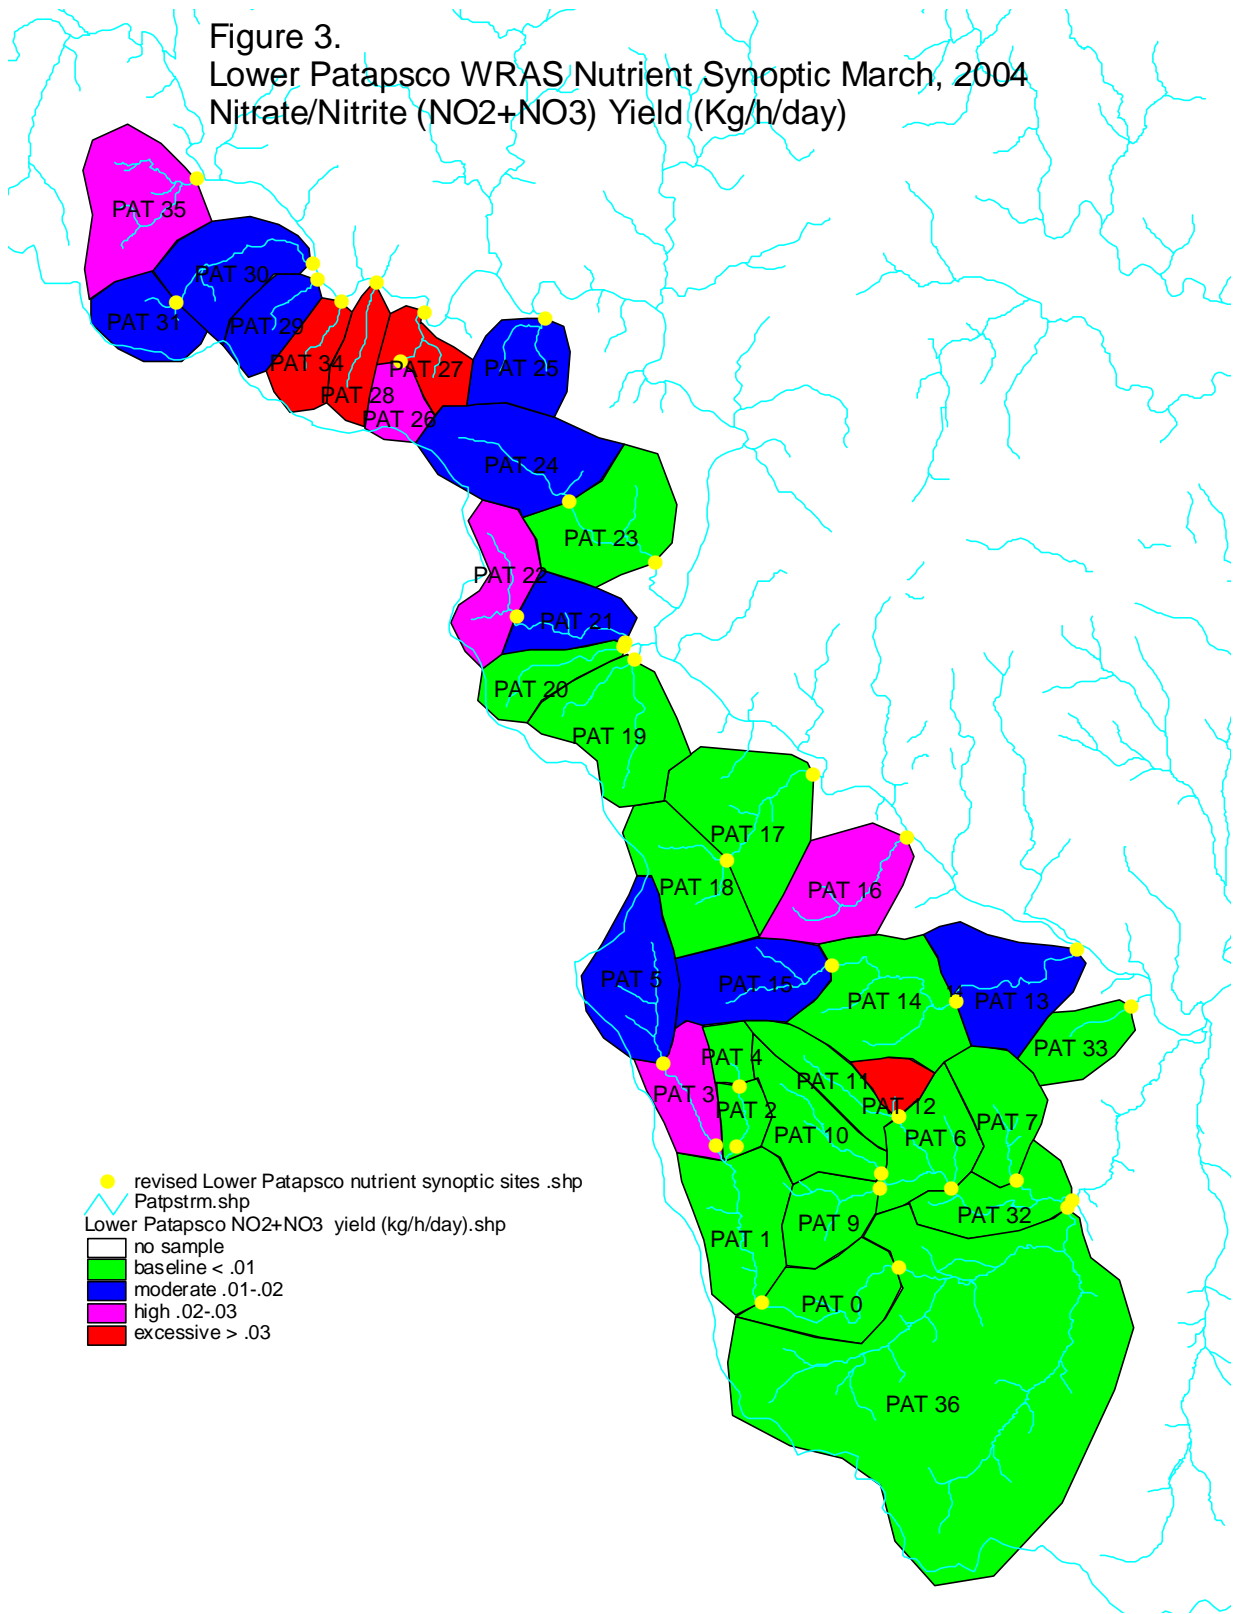 Figure 3.
Lower Patapsco WRAS Nutrient Synoptic March, 2004
Nitrate/Nitrite (NO2+NO3) Yield (Kg/h/day)
PAT 35
PAT 30
PAT 31
PAT 29
PAT 34
PAT 28
PAT 27
PAT 26
PAT 25
PAT 24
PAT 23
PAT 22
PAT 21
PAT 20
PAT 19
PAT 17
PAT 18
PAT 16
PAT 5
PAT 15
PAT 14
PAT 13
PAT 33
PAT 4
PAT 3
PAT 2
PAT 11
PAT 12
PAT 10
PAT 6
PAT 7
PAT 32
PAT 9
PAT 1
PAT 0
PAT 36
revised Lower Patapsco nutrient synoptic sites .shp
Patpstrm.shp
Lower Patapsco NO2+NO3 yield (kg/h/day).shp
no sample
baseline < .01
moderate .01-.02
high .02-.03
excessive > .03